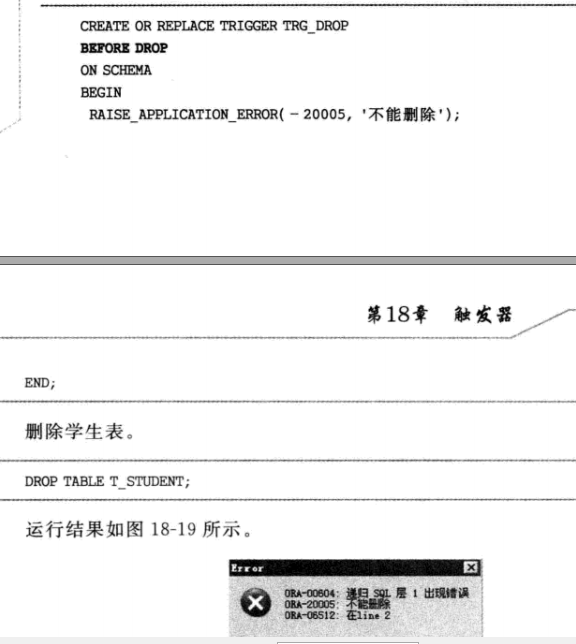 CREATE OR REPLACE TRIGGER TRG_DROP
BEFORE DROP
ON SCHEMA
BEGIN
RAISE_APPLICATION_ERROR(-20005, '不能删除');
第18章 触发器
END;
删除学生表。
DROP TABLE T_STUDENT;
运行结果如图 18-19 所示。
Error
ORA-00604: 递归 SQL 层 1 出现错误
ORA-20005: 不能删除
ORA-06512: 在line 2